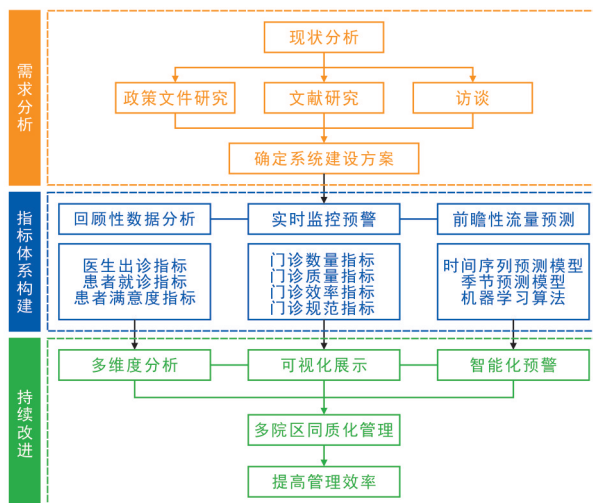 需求分析
现状分析
政策文件研究
文献研究
访谈
确定系统建设方案
指标体系构建
回顾性数据分析
实时监控预警
前瞻性流量预测
医生出诊指标
患者就诊指标
患者满意度指标
门诊数量指标
门诊质量指标
门诊效率指标
门诊规范指标
时间序列预测模型
季节预测模型
机器学习算法
持续改进
多维度分析
可视化展示
智能化预警
多院区同质化管理
提高管理效率